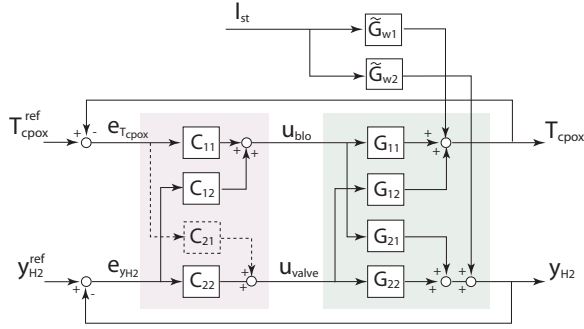 I_st
G̃_w1
G̃_w2
T_cpox^ref + - e_Tcpox C_11 + + u_blo G_11 + + T_cpox
C_12 G_12
C_21 G_21
y_H2^ref + - e_yH2 C_22 + + u_valve G_22 + + + + y_H2